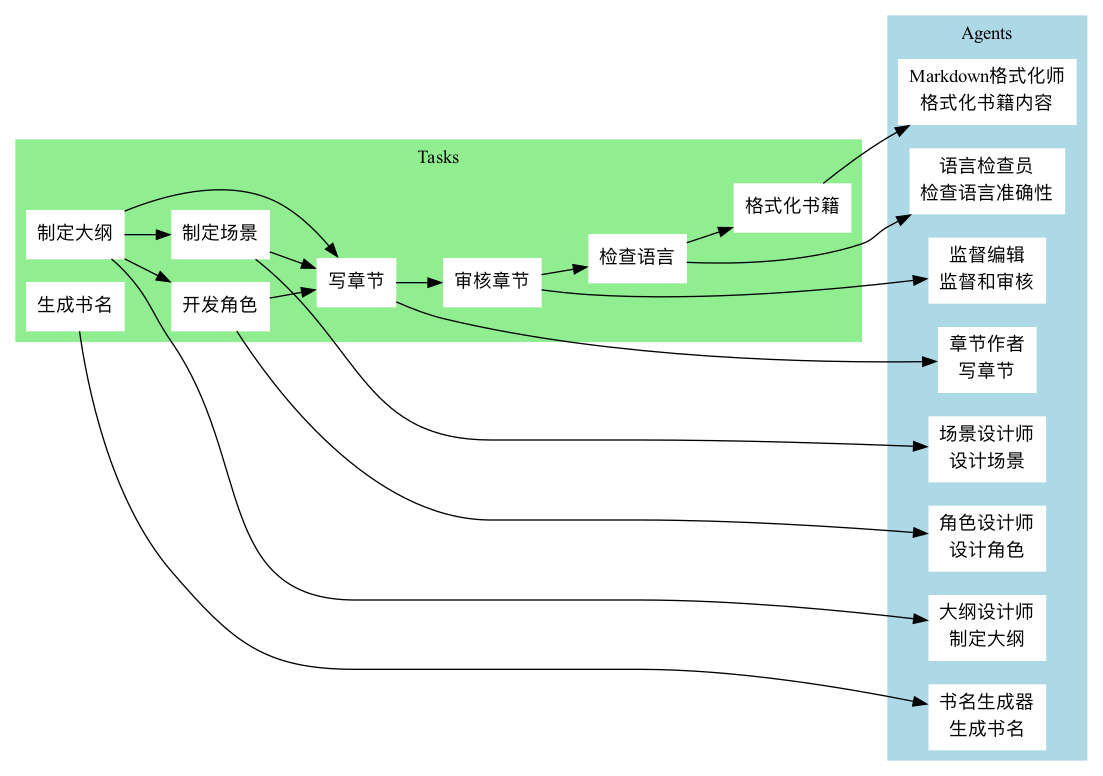 Tasks
制定大纲
制定场景
生成书名
开发角色
写章节
审核章节
检查语言
格式化书籍
Agents
Markdown格式化师
格式化书籍内容
语言检查员
检查语言准确性
监督编辑
监督和审核
章节作者
写章节
场景设计师
设计场景
角色设计师
设计角色
大纲设计师
制定大纲
书名生成器
生成书名